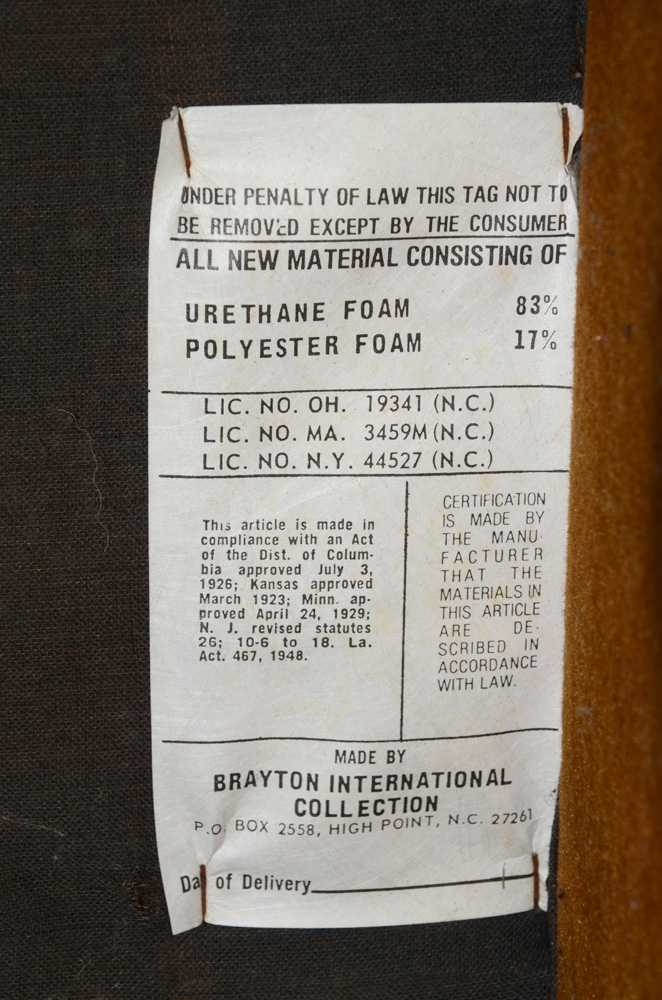 UNDER PENALTY OF LAW THIS TAG NOT TO
BE REMOVED EXCEPT BY THE CONSUMER
ALL NEW MATERIAL CONSISTING OF
URETHANE FOAM 83%
POLYESTER FOAM 17%
LIC. NO. OH. 19341 (N.C.)
LIC. NO. MA. 3459M (N.C.)
LIC. NO. N.Y. 44527 (N.C.)
This article is made in
compliance with an Act
of the Dist. of Colum-
bia approved July 3,
1926; Kansas approved
March 1923; Minn. ap-
proved April 24, 1929;
N. J. revised statutes
26; 10-6 to 18. La.
Act. 467, 1948.
CERTIFICATION
IS MADE BY
THE MANU-
FACTURER
THAT THE
MATERIALS IN
THIS ARTICLE
ARE DE-
SCRIBED IN
ACCORDANCE
WITH LAW.
MADE BY
BRAYTON INTERNATIONAL
COLLECTION
P.O. BOX 2558, HIGH POINT, N.C. 27261
Date of Delivery